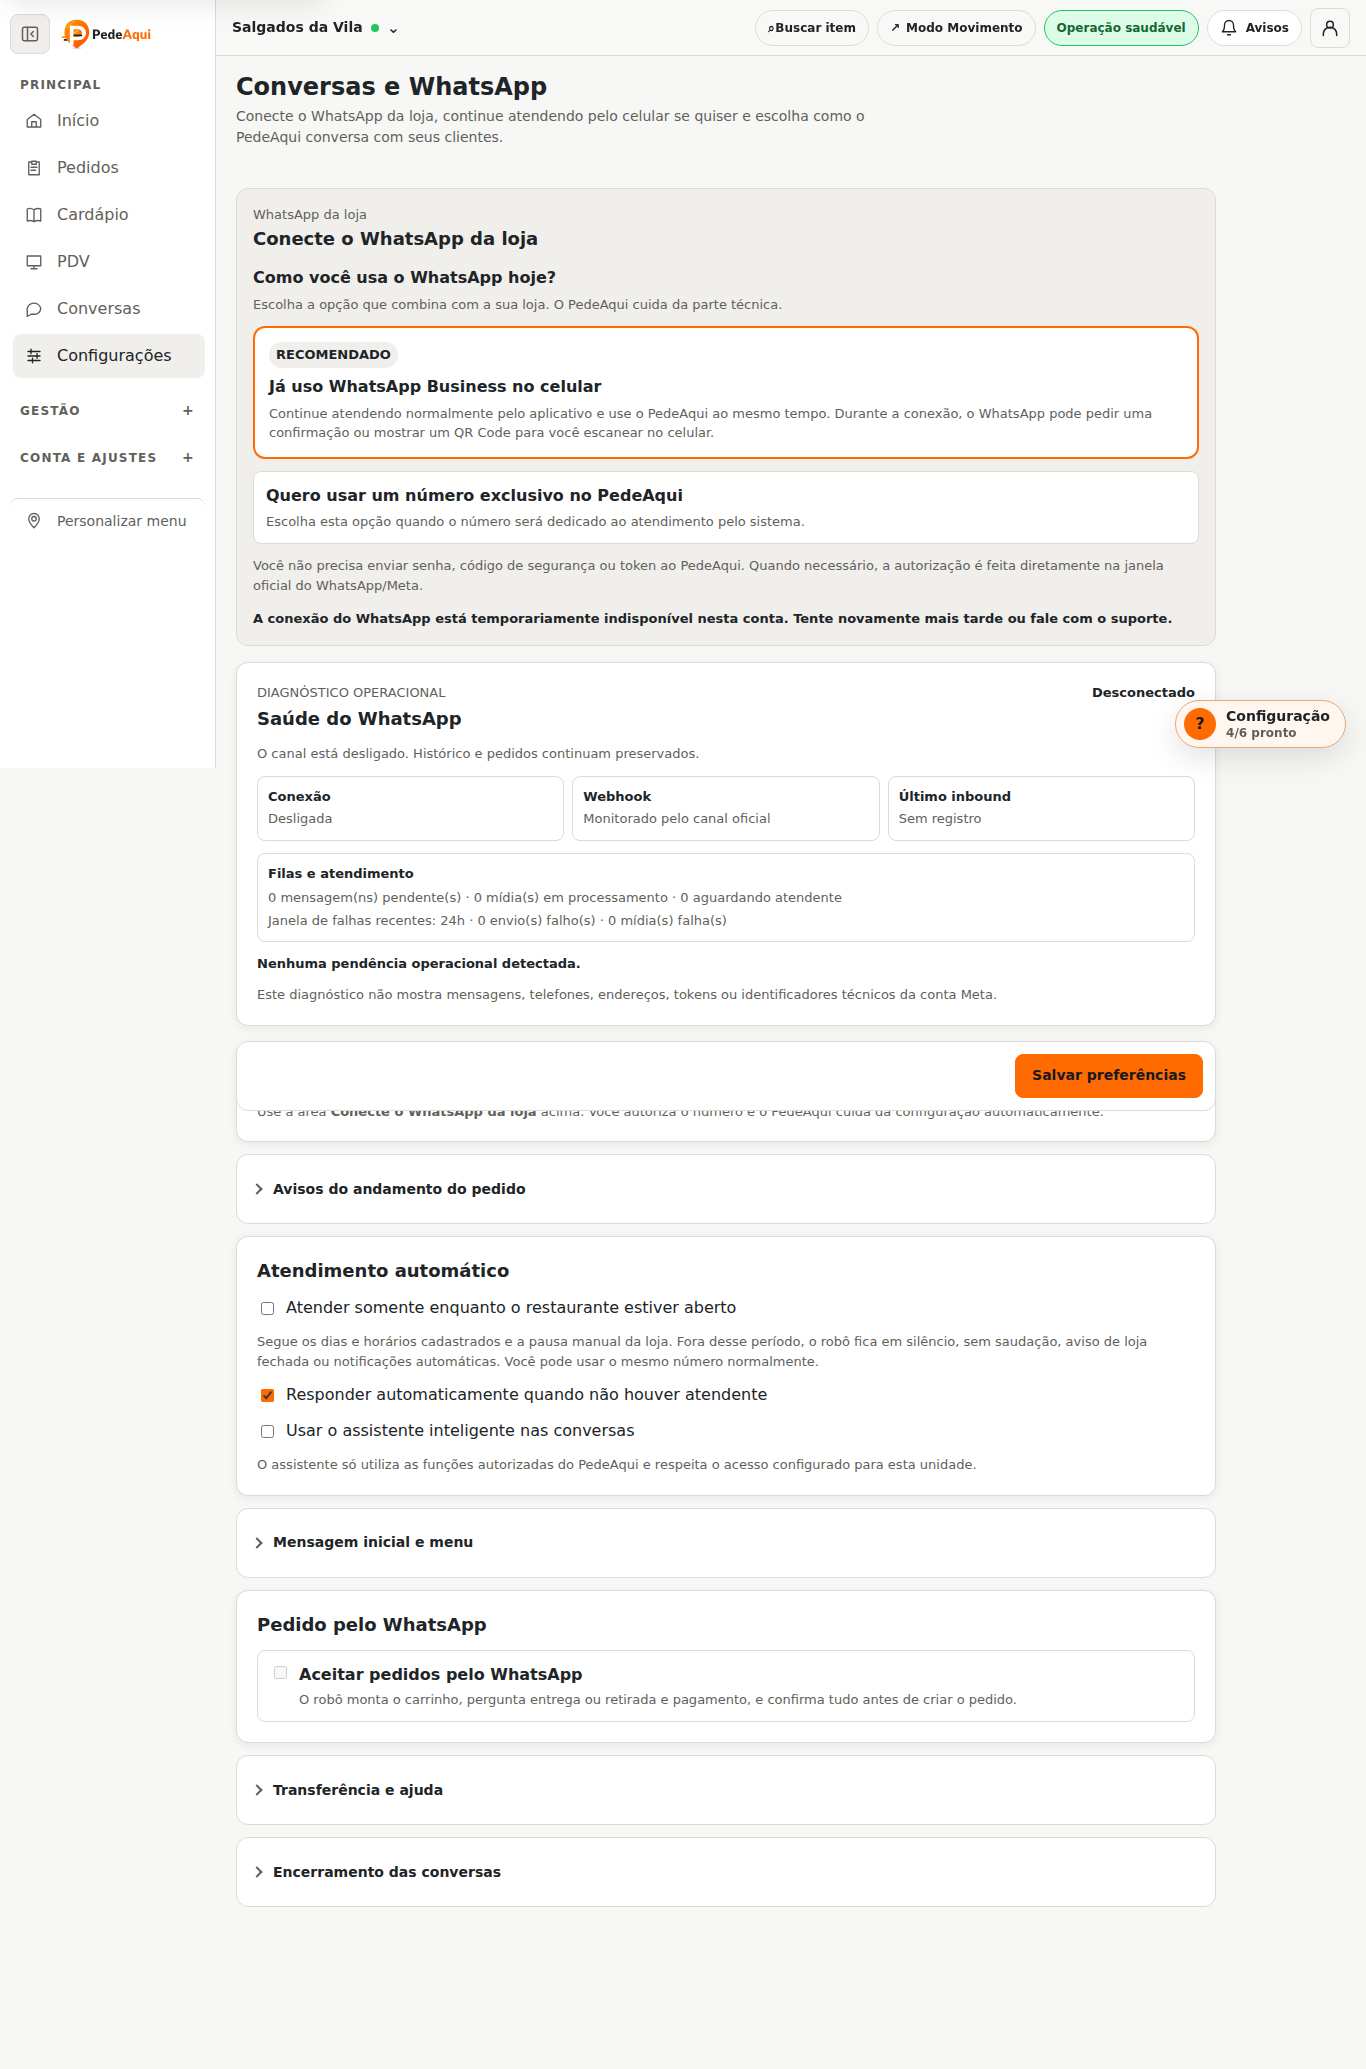 PedeAqui
Salgados da Vila
Buscar item
↗ Modo Movimento
Operação saudável
Avisos
PRINCIPAL
Início
Pedidos
Cardápio
PDV
Conversas
Configurações
GESTÃO +
CONTA E AJUSTES +
Personalizar menu
Conversas e WhatsApp
Conecte o WhatsApp da loja, continue atendendo pelo celular se quiser e escolha como o
PedeAqui conversa com seus clientes.
WhatsApp da loja
Conecte o WhatsApp da loja
Como você usa o WhatsApp hoje?
Escolha a opção que combina com a sua loja. O PedeAqui cuida da parte técnica.
RECOMENDADO
Já uso WhatsApp Business no celular
Continue atendendo normalmente pelo aplicativo e use o PedeAqui ao mesmo tempo. Durante a conexão, o WhatsApp pode pedir uma
confirmação ou mostrar um QR Code para você escanear no celular.
Quero usar um número exclusivo no PedeAqui
Escolha esta opção quando o número será dedicado ao atendimento pelo sistema.
Você não precisa enviar senha, código de segurança ou token ao PedeAqui. Quando necessário, a autorização é feita diretamente na janela
oficial do WhatsApp/Meta.
A conexão do WhatsApp está temporariamente indisponível nesta conta. Tente novamente mais tarde ou fale com o suporte.
DIAGNÓSTICO OPERACIONAL
Desconectado
Saúde do WhatsApp
O canal está desligado. Histórico e pedidos continuam preservados.
? Configuração
4/6 pronto
Conexão
Desligada
Webhook
Monitorado pelo canal oficial
Último inbound
Sem registro
Filas e atendimento
0 mensagem(ns) pendente(s) · 0 mídia(s) em processamento · 0 aguardando atendente
Janela de falhas recentes: 24h · 0 envio(s) falho(s) · 0 mídia(s) falha(s)
Nenhuma pendência operacional detectada.
Este diagnóstico não mostra mensagens, telefones, endereços, tokens ou identificadores técnicos da conta Meta.
Salvar preferências
Use a área Conecte o WhatsApp da loja acima. Você autoriza o número e o PedeAqui cuida da configuração automaticamente.
Avisos do andamento do pedido
Atendimento automático
Atender somente enquanto o restaurante estiver aberto
Segue os dias e horários cadastrados e a pausa manual da loja. Fora desse período, o robô fica em silêncio, sem saudação, aviso de loja
fechada ou notificações automáticas. Você pode usar o mesmo número normalmente.
Responder automaticamente quando não houver atendente
Usar o assistente inteligente nas conversas
O assistente só utiliza as funções autorizadas do PedeAqui e respeita o acesso configurado para esta unidade.
Mensagem inicial e menu
Pedido pelo WhatsApp
Aceitar pedidos pelo WhatsApp
O robô monta o carrinho, pergunta entrega ou retirada e pagamento, e confirma tudo antes de criar o pedido.
Transferência e ajuda
Encerramento das conversas